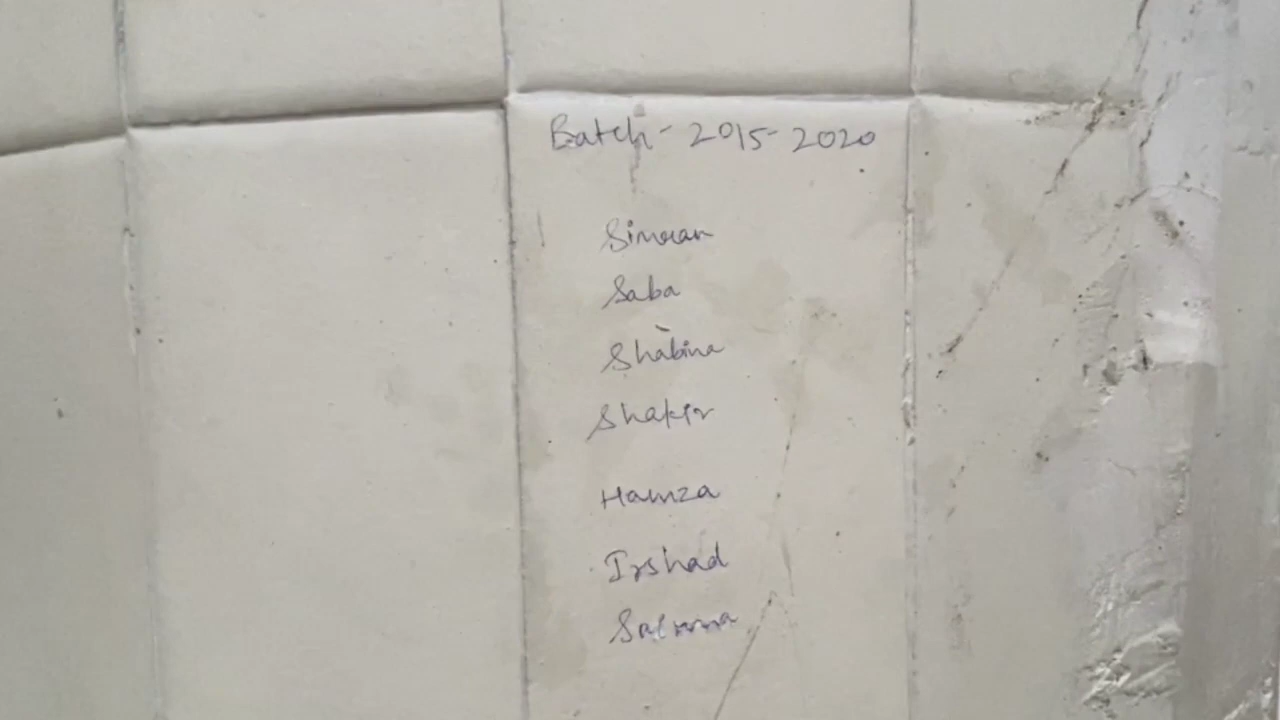 Batch - 2015-2020
Simran
Saba
Shabina
Shakir
Hamza
Irshad
Salma